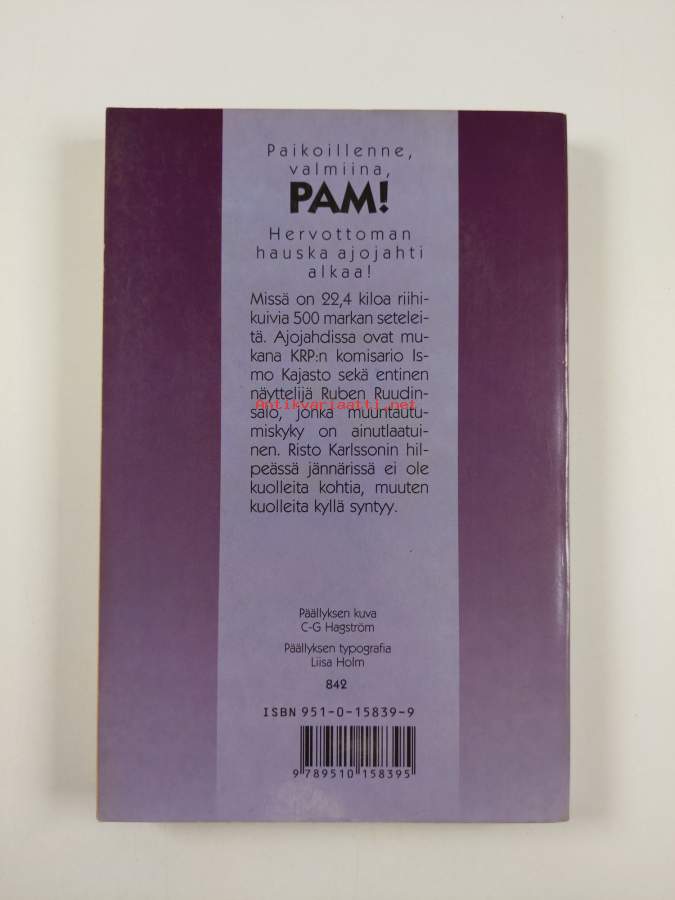 Paikoillenne,
valmiina,
PAM!
Hervottoman
hauska ajojahti
alkaa!
Missä on 22,4 kiloa riihi-
kuivia 500 markan setelei-
tä. Ajojahdissa ovat mu-
kana KRP:n komisario Is-
mo Kajasto sekä entinen
näyttelijä Ruben Ruudin-
Antikvariaatti.net
salo, jonka muuntautu-
miskyky on ainutlaatui-
nen. Risto Karlssonin hil-
peässä jännärissä ei ole
kuolleita kohtia, muuten
kuolleita kyllä syntyy.
Päällyksen kuva
C-G Hagström
Päällyksen typografia
Liisa Holm
842
ISBN 951-0-15839-9
9 789510 158395